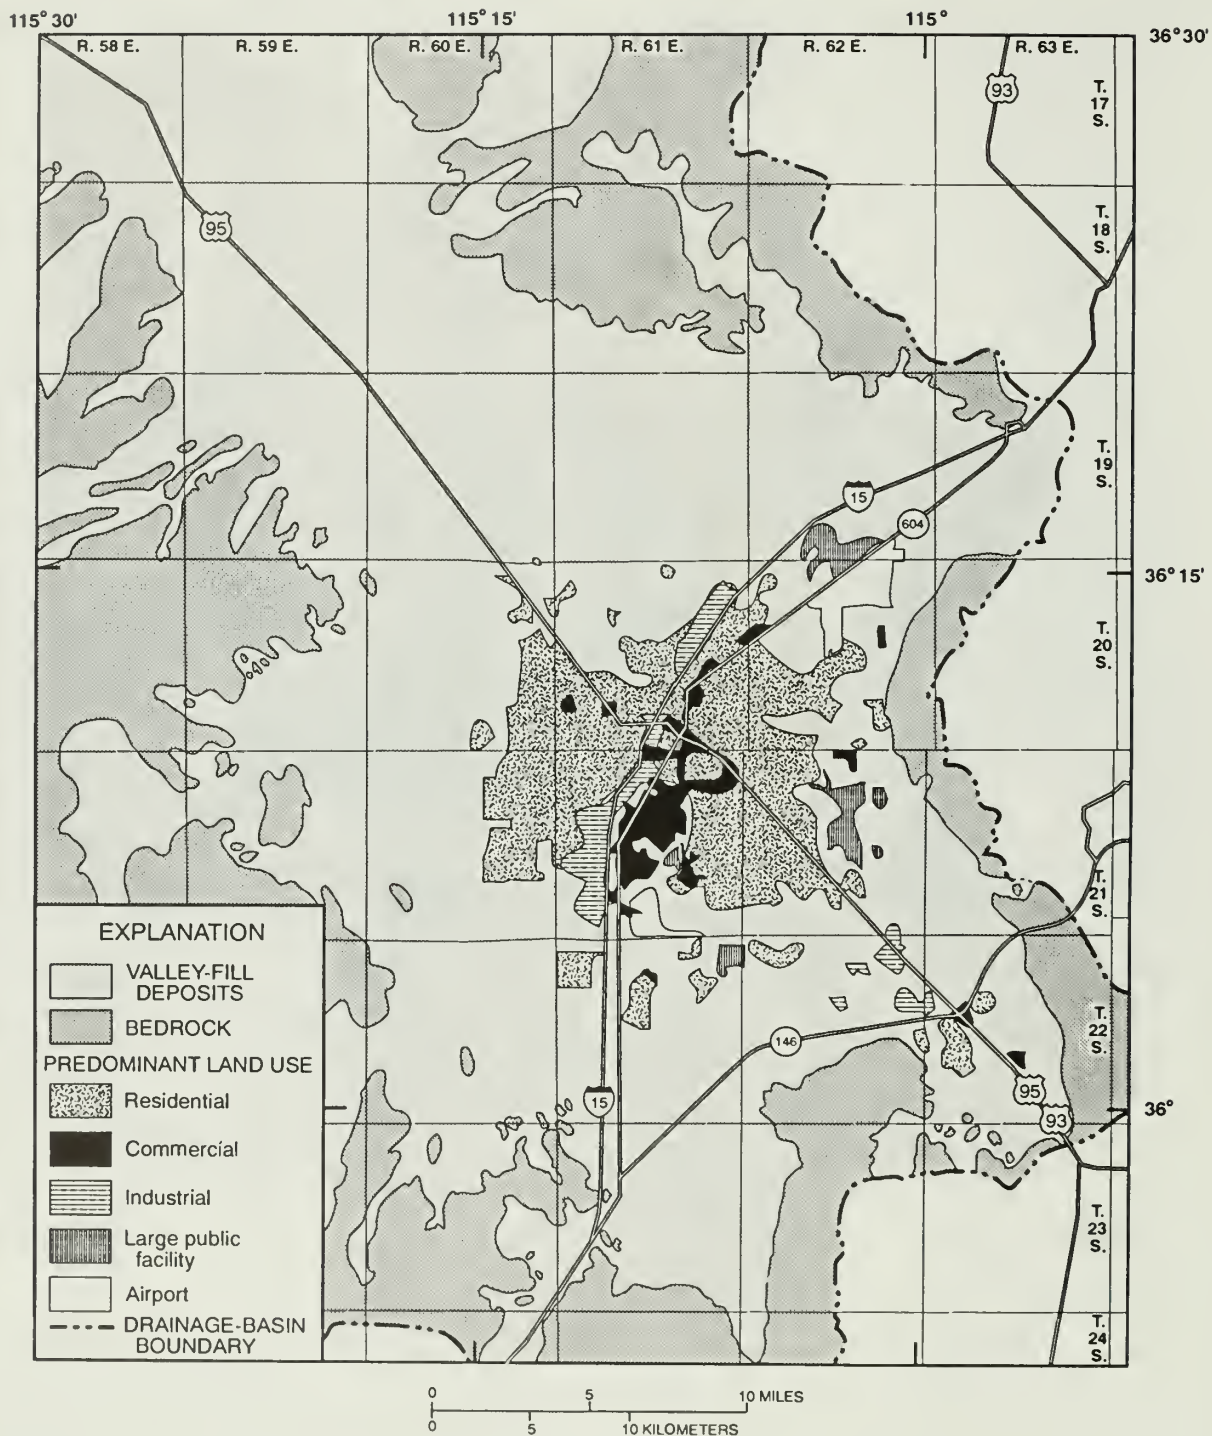 115° 30' 115° 15' 115°
R. 58 E. R. 59 E. R. 60 E. R. 61 E. R. 62 E. R. 63 E. 36° 30'
93
T.
17
S.
T.
18
S.
95
T.
19
S.
15
604
36° 15'
T.
20
S.
T.
21
S.
EXPLANATION
VALLEY-FILL
DEPOSITS
BEDROCK
PREDOMINANT LAND USE
Residential
Commercial
Industrial
Large public
facility
Airport
DRAINAGE-BASIN
BOUNDARY
T.
22
S.
146
95
15
36°
93
T.
23
S.
T.
24
S.
0 5 10 MILES
0 5 10 KILOMETERS